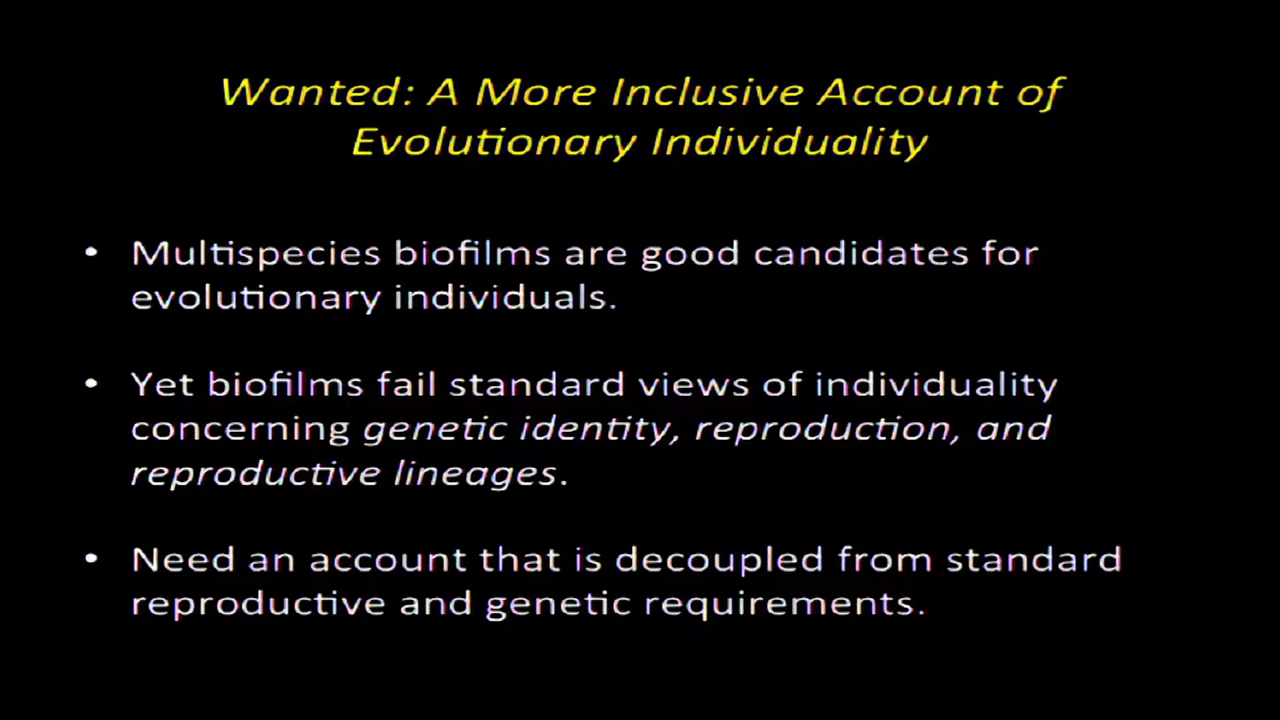 Wanted: A More Inclusive Account of
Evolutionary Individuality
• Multispecies biofilms are good candidates for
evolutionary individuals.
• Yet biofilms fail standard views of individuality
concerning genetic identity, reproduction, and
reproductive lineages.
• Need an account that is decoupled from standard
reproductive and genetic requirements.